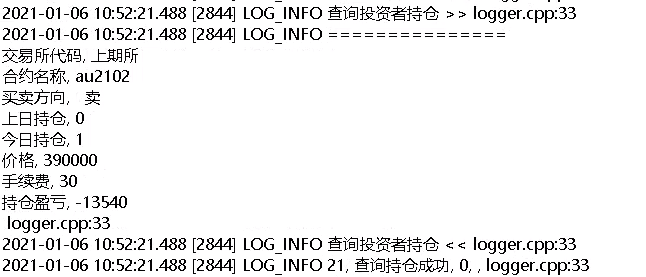 2021-01-06 10:52:21.488 [2844] LOG_INFO 查询投资者持仓 >> logger.cpp:33
2021-01-06 10:52:21.488 [2844] LOG_INFO ===============
交易所代码, 上期所
合约名称, au2102
买卖方向, 卖
上日持仓, 0
今日持仓, 1
价格, 390000
手续费, 30
持仓盈亏, -13540
logger.cpp:33
2021-01-06 10:52:21.488 [2844] LOG_INFO 查询投资者持仓 << logger.cpp:33
2021-01-06 10:52:21.488 [2844] LOG_INFO 21, 查询持仓成功, 0, , logger.cpp:33